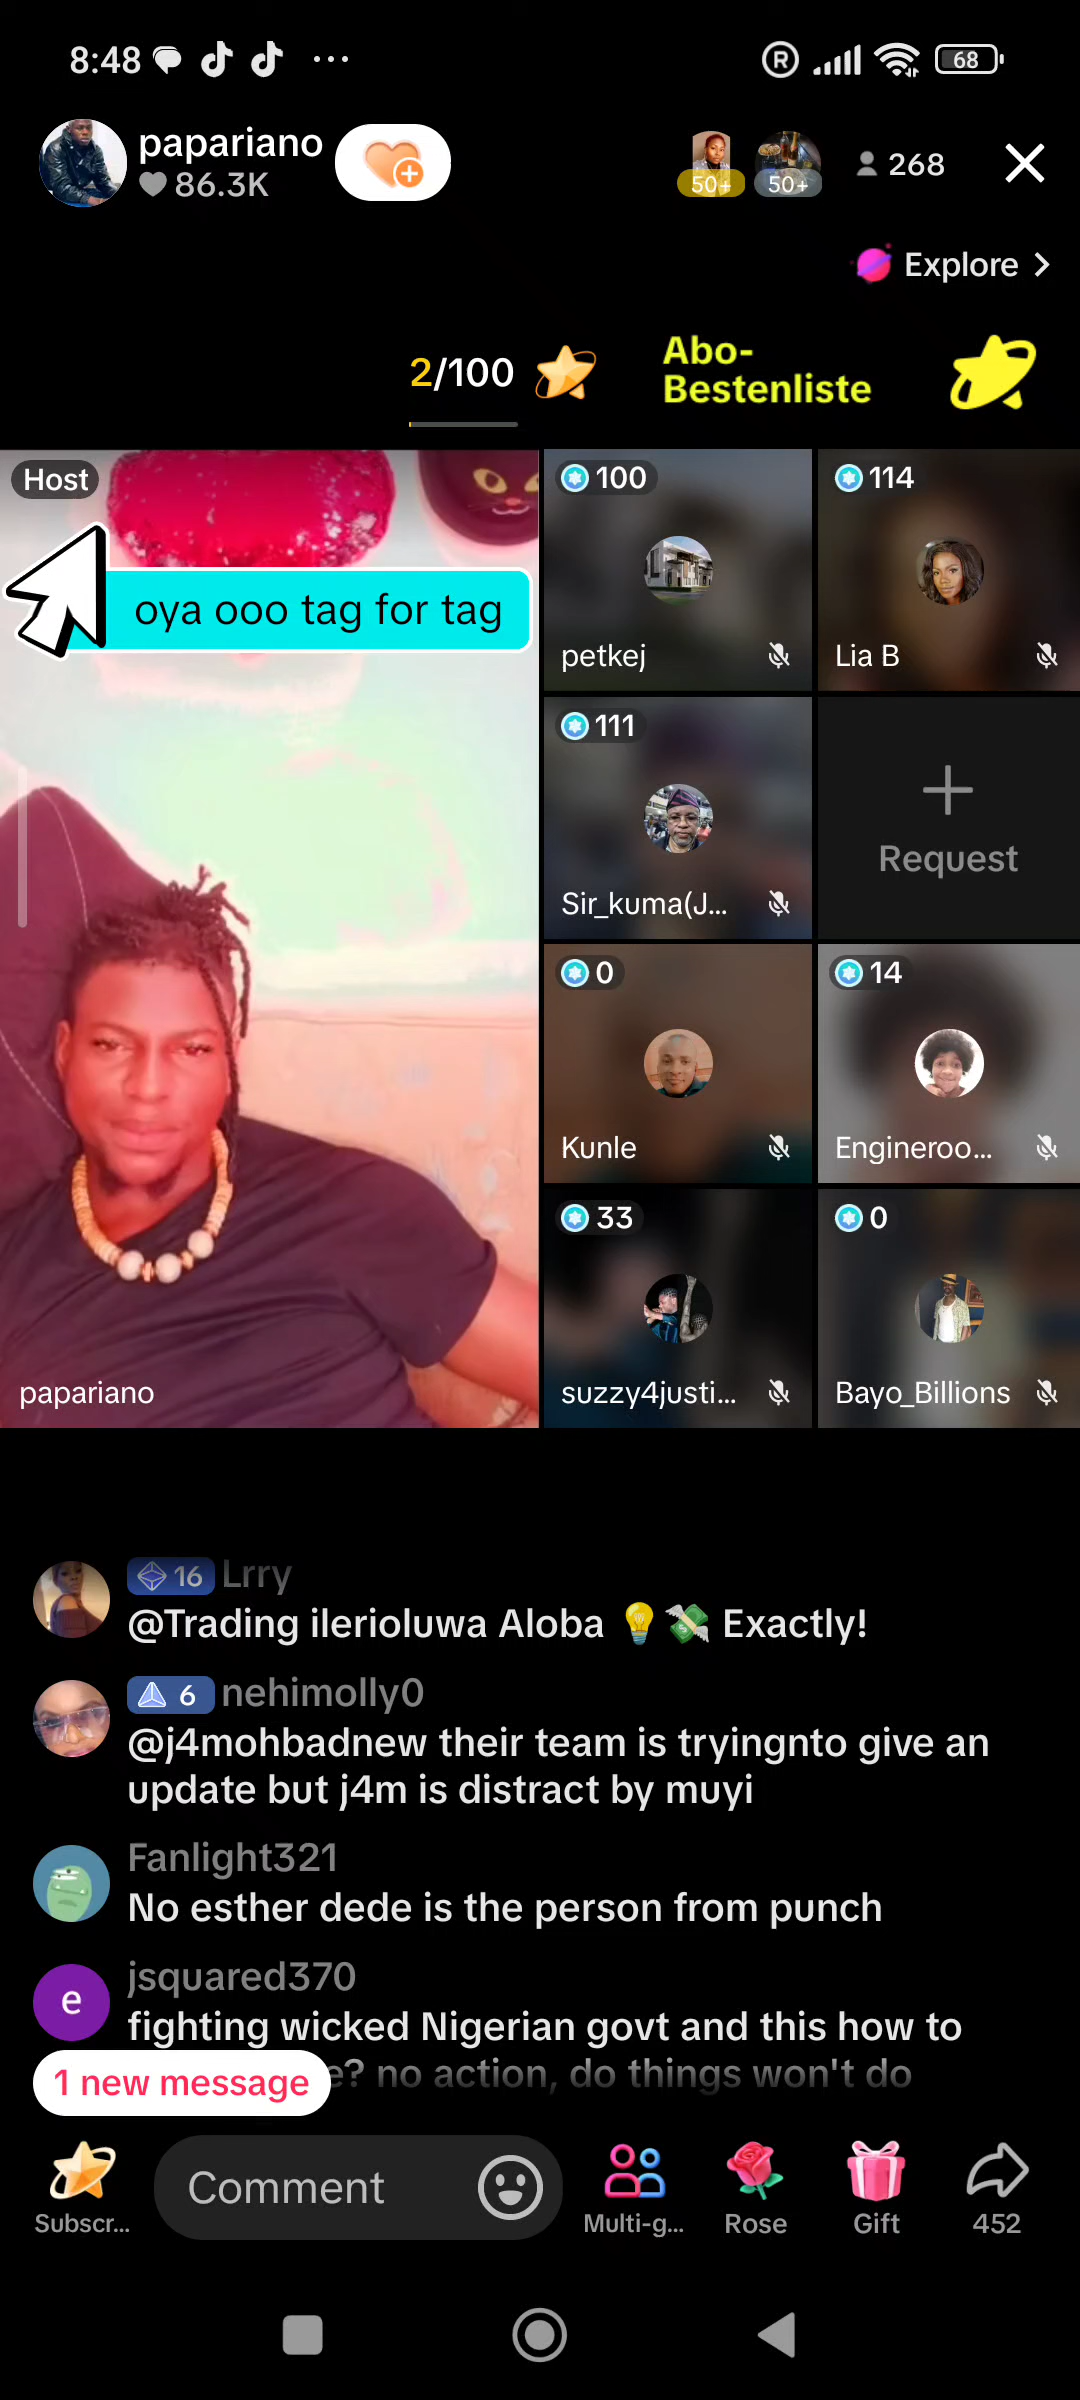 8:48
R
68
papariano
86.3K
50+
50+
268
Explore
2/100
Abo-
Bestenliste
Host
oya ooo tag for tag
papariano
100
petkej
114
Lia B
111
Sir_kuma(J...
Request
0
Kunle
14
Engineroo...
33
suzzy4justi...
0
Bayo_Billions
16 Lrry
@Trading ilerioluwa Aloba 💡💸 Exactly!
6 nehimolly0
@j4mohbadnew their team is tryingnto give an
update but j4m is distract by muyi
Fanlight321
No esther dede is the person from punch
e
jsquared370
fighting wicked Nigerian govt and this how to
e? no action, do things won't do
1 new message
Subscr...
Comment
Multi-g...
Rose
Gift
452